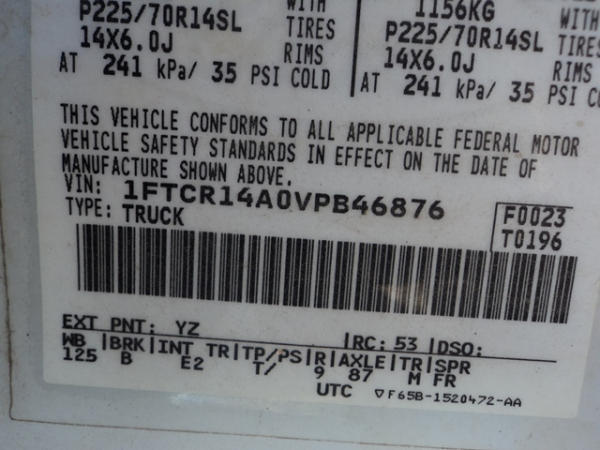 WITH
P225/70R14SL TIRES
14X6.0J RIMS
AT 241 kPa/ 35 PSI COLD
1156KG WITH
P225/70R14SL TIRES
14X6.0J RIMS
AT 241 kPa/ 35 PSI
THIS VEHICLE CONFORMS TO ALL APPLICABLE FEDERAL MOTOR
VEHICLE SAFETY STANDARDS IN EFFECT ON THE DATE OF
MANUFACTURE SHOWN ABOVE.
VIN: 1FTCR14A0VPB46876
TYPE: TRUCK
F0023
T0196
EXT PNT: YZ RC: 53 DSO:
WB |BRK|INT TR|TP/PS|R|AXLE|TR|SPR
125 B E2 T/ 9 87 M FR
UTC ▽F65B-1520472-AA